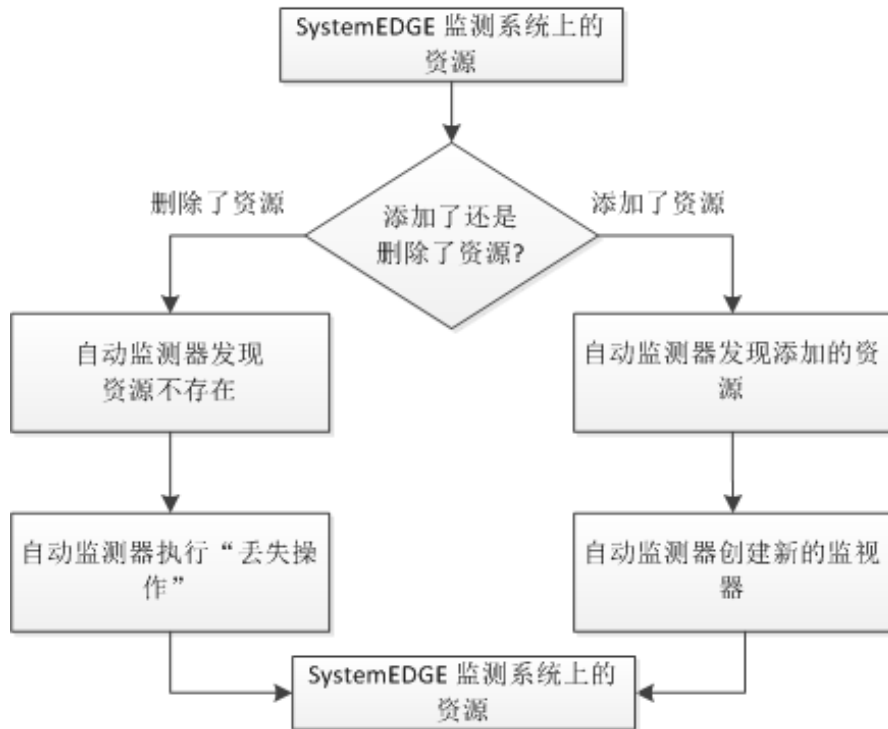 SystemEDGE 监测系统上的
资源
删除了资源
添加了还是
删除了资源?
添加了资源
自动监测器发现
资源不存在
自动监测器发现添加的资
源
自动监测器执行“丢失操
作”
自动监测器创建新的监视
器
SystemEDGE 监测系统上的
资源